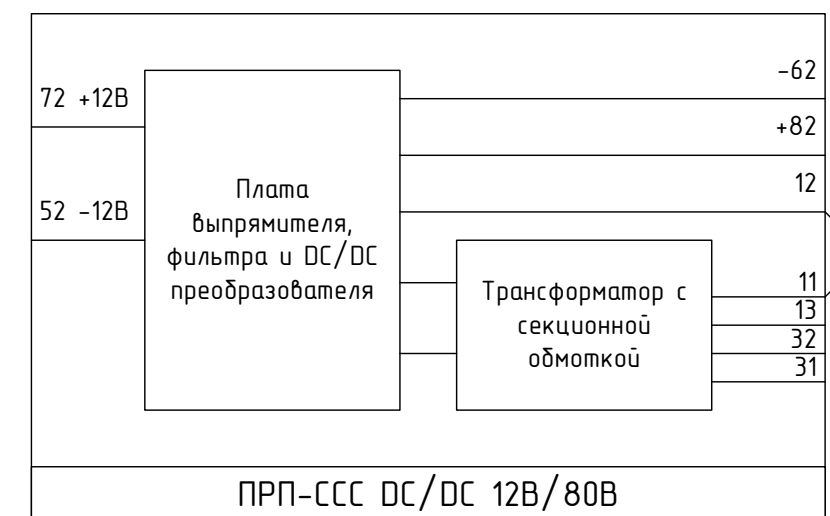 72 +12В
52 -12В
Плата
выпрямителя,
фильтра и DC/DC
преобразователя
-62
+82
12
Трансформатор с
секционной
обмоткой
11
13
32
31
ПРП-ССС DC/DC 12В/80В